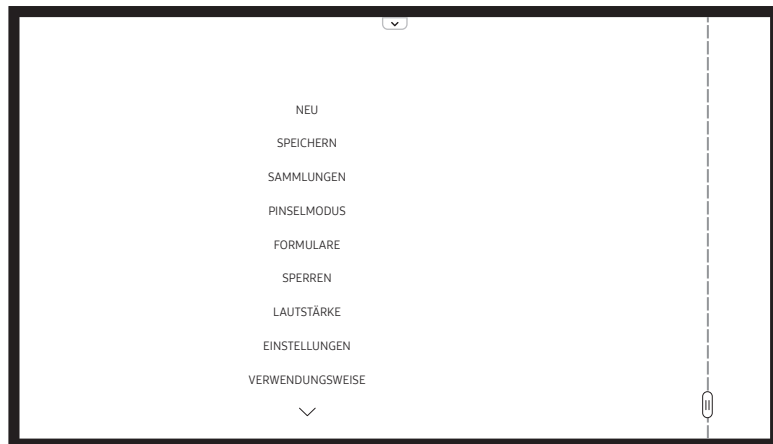 NEU
SPEICHERN
SAMMLUNGEN
PINSELMODUS
FORMULARE
SPERREN
LAUTSTÄRKE
EINSTELLUNGEN
VERWENDUNGSWEISE